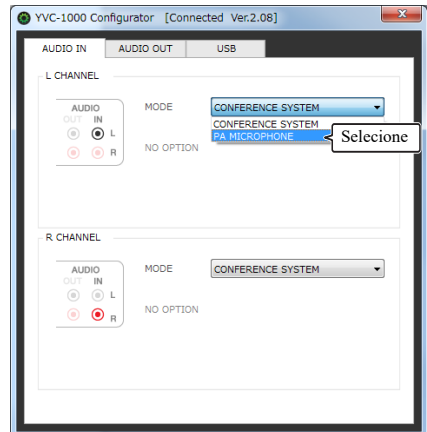 YVC-1000 Configurator [Connected Ver.2.08]
AUDIO IN AUDIO OUT USB
L CHANNEL
AUDIO
OUT IN
L
R
MODE CONFERENCE SYSTEM
CONFERENCE SYSTEM
PA MICROPHONE
Selecione
NO OPTION
R CHANNEL
AUDIO
OUT IN
L
R
MODE CONFERENCE SYSTEM
NO OPTION